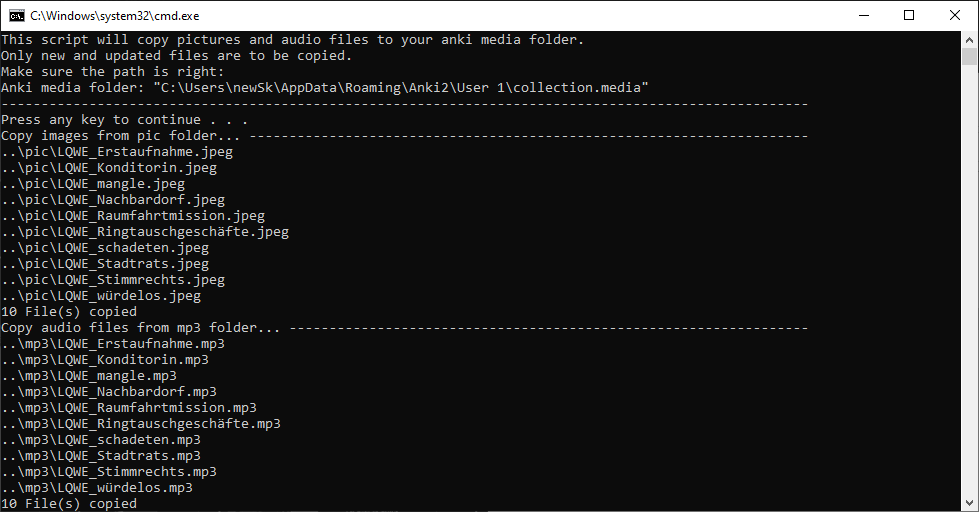 C:\Windows\system32\cmd.exe
This script will copy pictures and audio files to your anki media folder.
Only new and updated files are to be copied.
Make sure the path is right:
Anki media folder: "C:\Users\newSk\AppData\Roaming\Anki2\User 1\collection.media"
-----------------------------------------------------------------------------------------------------
Press any key to continue . . .
Copy images from pic folder... ----------------------------------------------------------------------
..\pic\LQWE_Erstaufnahme.jpeg
..\pic\LQWE_Konditorin.jpeg
..\pic\LQWE_mangle.jpeg
..\pic\LQWE_Nachbardorf.jpeg
..\pic\LQWE_Raumfahrtmission.jpeg
..\pic\LQWE_Ringtauschgeschäfte.jpeg
..\pic\LQWE_schadeten.jpeg
..\pic\LQWE_Stadtrats.jpeg
..\pic\LQWE_Stimmrechts.jpeg
..\pic\LQWE_würdelos.jpeg
10 File(s) copied
Copy audio files from mp3 folder... -----------------------------------------------------------------
..\mp3\LQWE_Erstaufnahme.mp3
..\mp3\LQWE_Konditorin.mp3
..\mp3\LQWE_mangle.mp3
..\mp3\LQWE_Nachbardorf.mp3
..\mp3\LQWE_Raumfahrtmission.mp3
..\mp3\LQWE_Ringtauschgeschäfte.mp3
..\mp3\LQWE_schadeten.mp3
..\mp3\LQWE_Stadtrats.mp3
..\mp3\LQWE_Stimmrechts.mp3
..\mp3\LQWE_würdelos.mp3
10 File(s) copied